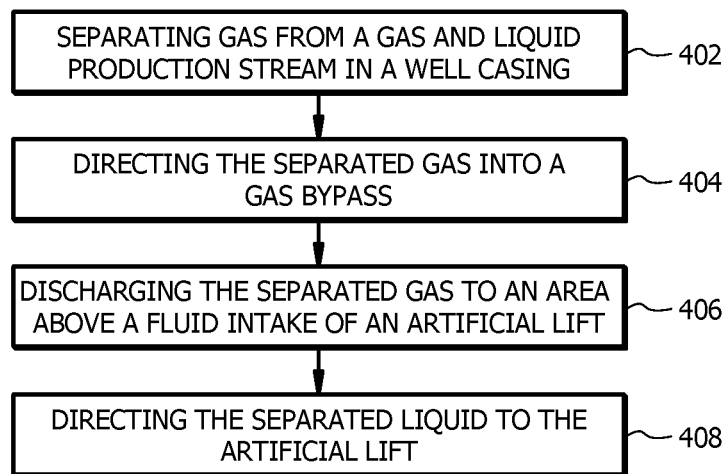 SEPARATING GAS FROM A GAS AND LIQUID
PRODUCTION STREAM IN A WELL CASING
402
DIRECTING THE SEPARATED GAS INTO A
GAS BYPASS
404
DISCHARGING THE SEPARATED GAS TO AN AREA
ABOVE A FLUID INTAKE OF AN ARTIFICIAL LIFT
406
DIRECTING THE SEPARATED LIQUID TO THE
ARTIFICIAL LIFT
408